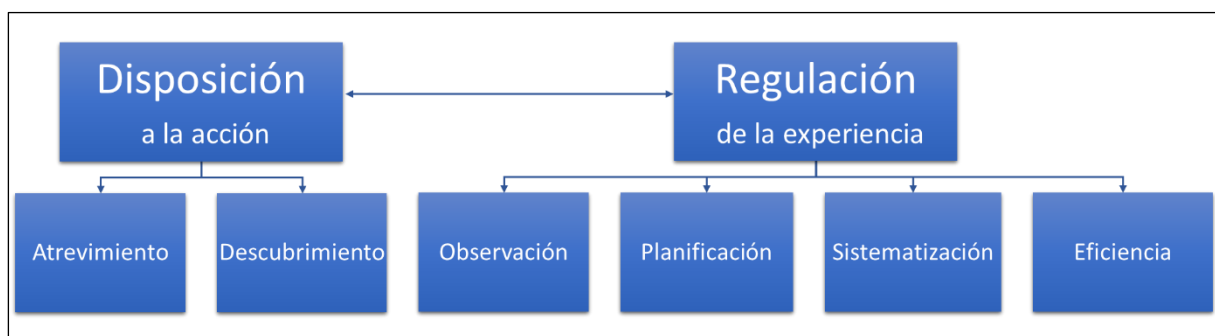 Disposición
a la acción
Regulación
de la experiencia
Atrevimiento
Descubrimiento
Observación
Planificación
Sistematización
Eficiencia